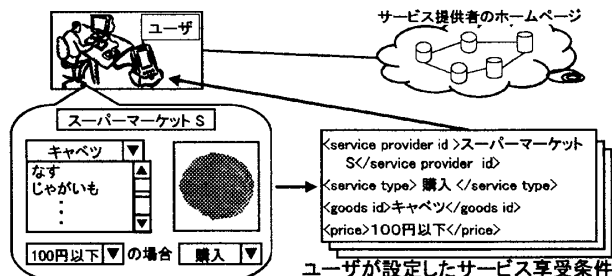 サービス提供者のホームページ
ユーザ
スーパーマーケット S
キャベツ ▼
なす
じゃがいも
・
・
・
100円以下 ▼ の場合 購入 ▼
<service provider id >スーパーマーケット
S</service provider id>
<service type> 購入 </service type>
<goods id>キャベツ</goods id>
<price>100円以下</price>
ユーザが設定したサービス享受条件